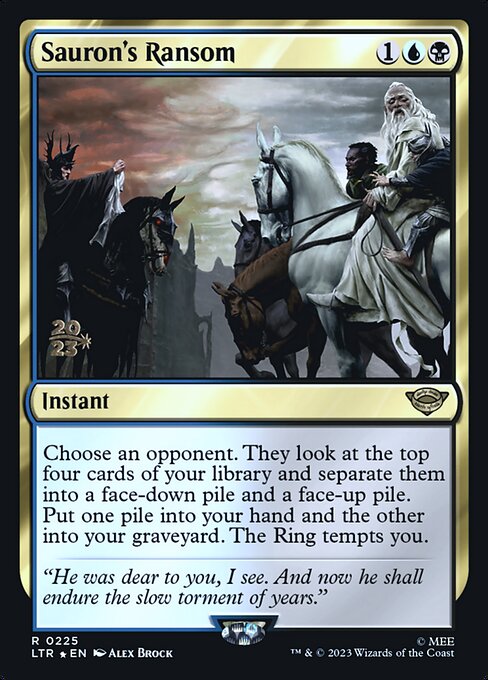 Sauron's Ransom 1
20
23
Instant
Choose an opponent. They look at the top
four cards of your library and separate them
into a face-down pile and a face-up pile.
Put one pile into your hand and the other
into your graveyard. The Ring tempts you.
“He was dear to you, I see. And now he shall
endure the slow torment of years.”
R 0225
LTR ★ EN Alex Brock
© MEE
™ & © 2023 Wizards of the Coast